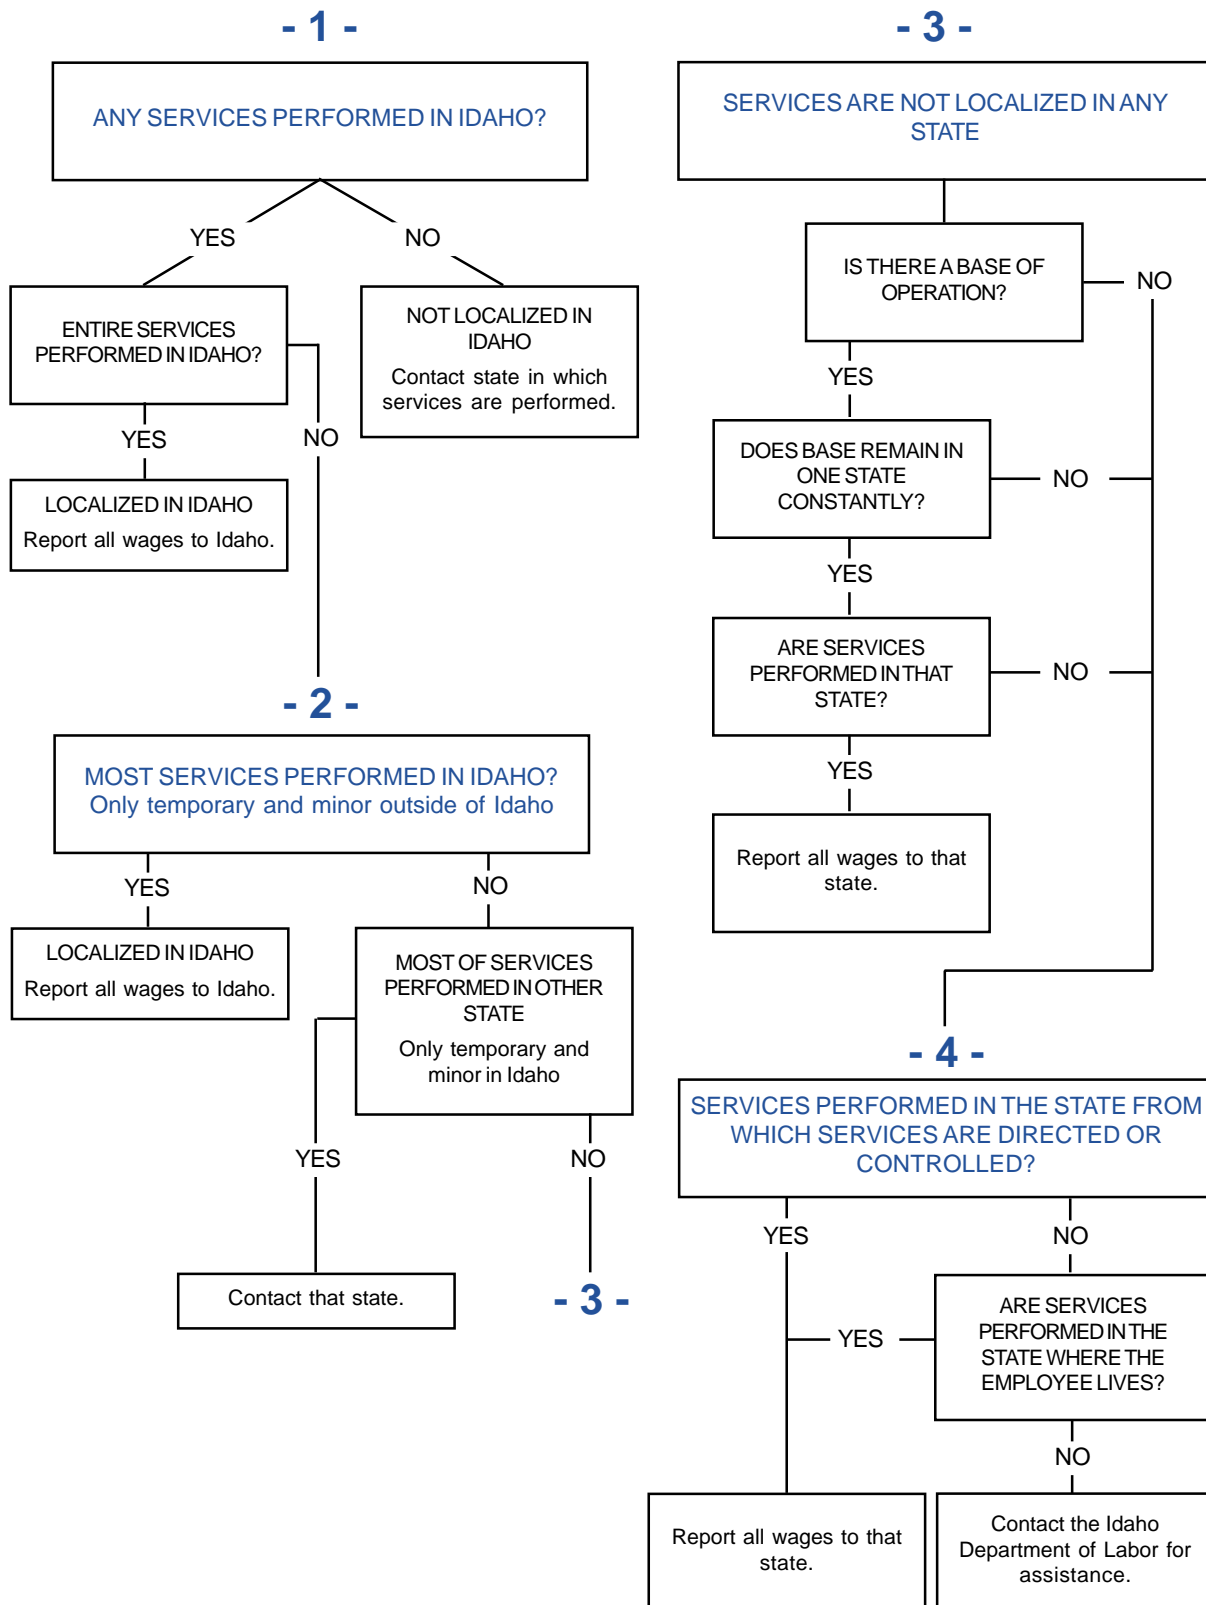 - 1 -
ANY SERVICES PERFORMED IN IDAHO?
YES
NO
ENTIRE SERVICES
PERFORMED IN IDAHO?
NOT LOCALIZED IN
IDAHO
Contact state in which
services are performed.
YES
NO
LOCALIZED IN IDAHO
Report all wages to Idaho.
- 2 -
MOST SERVICES PERFORMED IN IDAHO?
Only temporary and minor outside of Idaho
YES
NO
LOCALIZED IN IDAHO
Report all wages to Idaho.
MOST OF SERVICES
PERFORMED IN OTHER
STATE
Only temporary and
minor in Idaho
YES
NO
Contact that state.
- 3 -
- 3 -
SERVICES ARE NOT LOCALIZED IN ANY
STATE
IS THERE A BASE OF
OPERATION?
NO
YES
DOES BASE REMAIN IN
ONE STATE
CONSTANTLY?
NO
YES
ARE SERVICES
PERFORMED IN THAT
STATE?
NO
YES
Report all wages to that
state.
- 4 -
SERVICES PERFORMED IN THE STATE FROM
WHICH SERVICES ARE DIRECTED OR
CONTROLLED?
YES
NO
ARE SERVICES
PERFORMED IN THE
STATE WHERE THE
EMPLOYEE LIVES?
YES
NO
Report all wages to that
state.
Contact the Idaho
Department of Labor for
assistance.